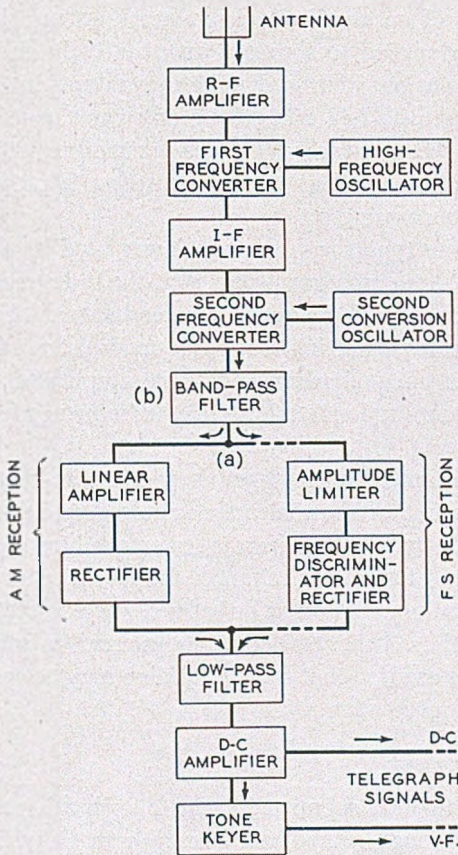 ANTENNA
R-F
AMPLIFIER
FIRST
FREQUENCY
CONVERTER
HIGH-
FREQUENCY
OSCILLATOR
I-F
AMPLIFIER
SECOND
FREQUENCY
CONVERTER
SECOND
CONVERSION
OSCILLATOR
(b)
BAND-PASS
FILTER
(a)
AM RECEPTION
LINEAR
AMPLIFIER
RECTIFIER
AMPLITUDE
LIMITER
FREQUENCY
DISCRIMIN-
ATOR AND
RECTIFIER
FS RECEPTION
LOW-PASS
FILTER
D-C
AMPLIFIER
D-C
TELEGRAPH
SIGNALS
TONE
KEYER
V-F.